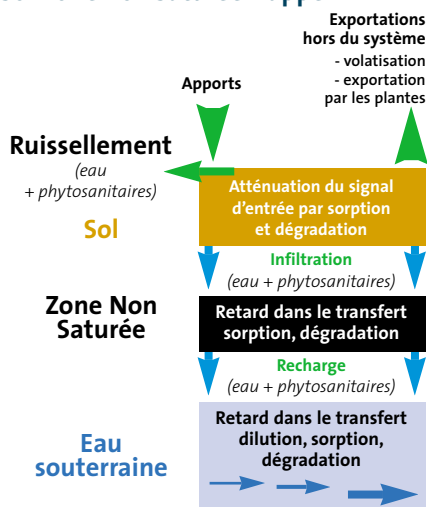 Exportations
hors du système
- volatisation
- exportation
par les plantes
Apports
Ruissellement
(eau
+ phytosanitaires)
Sol
Atténuation du signal
d'entrée par sorption
et dégradation
Infiltration
(eau + phytosanitaires)
Zone Non
Saturée
Retard dans le transfert
sorption, dégradation
Recharge
(eau + phytosanitaires)
Eau
souterraine
Retard dans le transfert
dilution, sorption,
dégradation